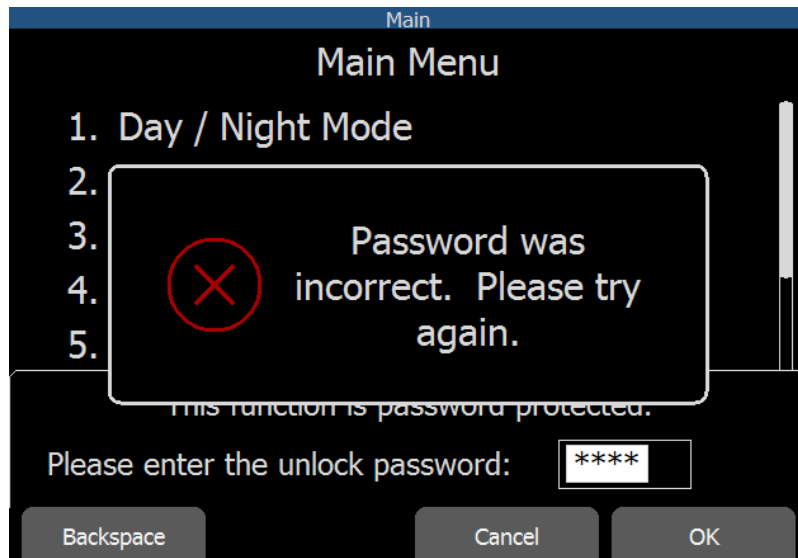 Main
Main Menu
1. Day / Night Mode
2.
3.
4.
5.
Password was
incorrect. Please try
again.
This function is password protected.
Please enter the unlock password: ****
Backspace Cancel OK